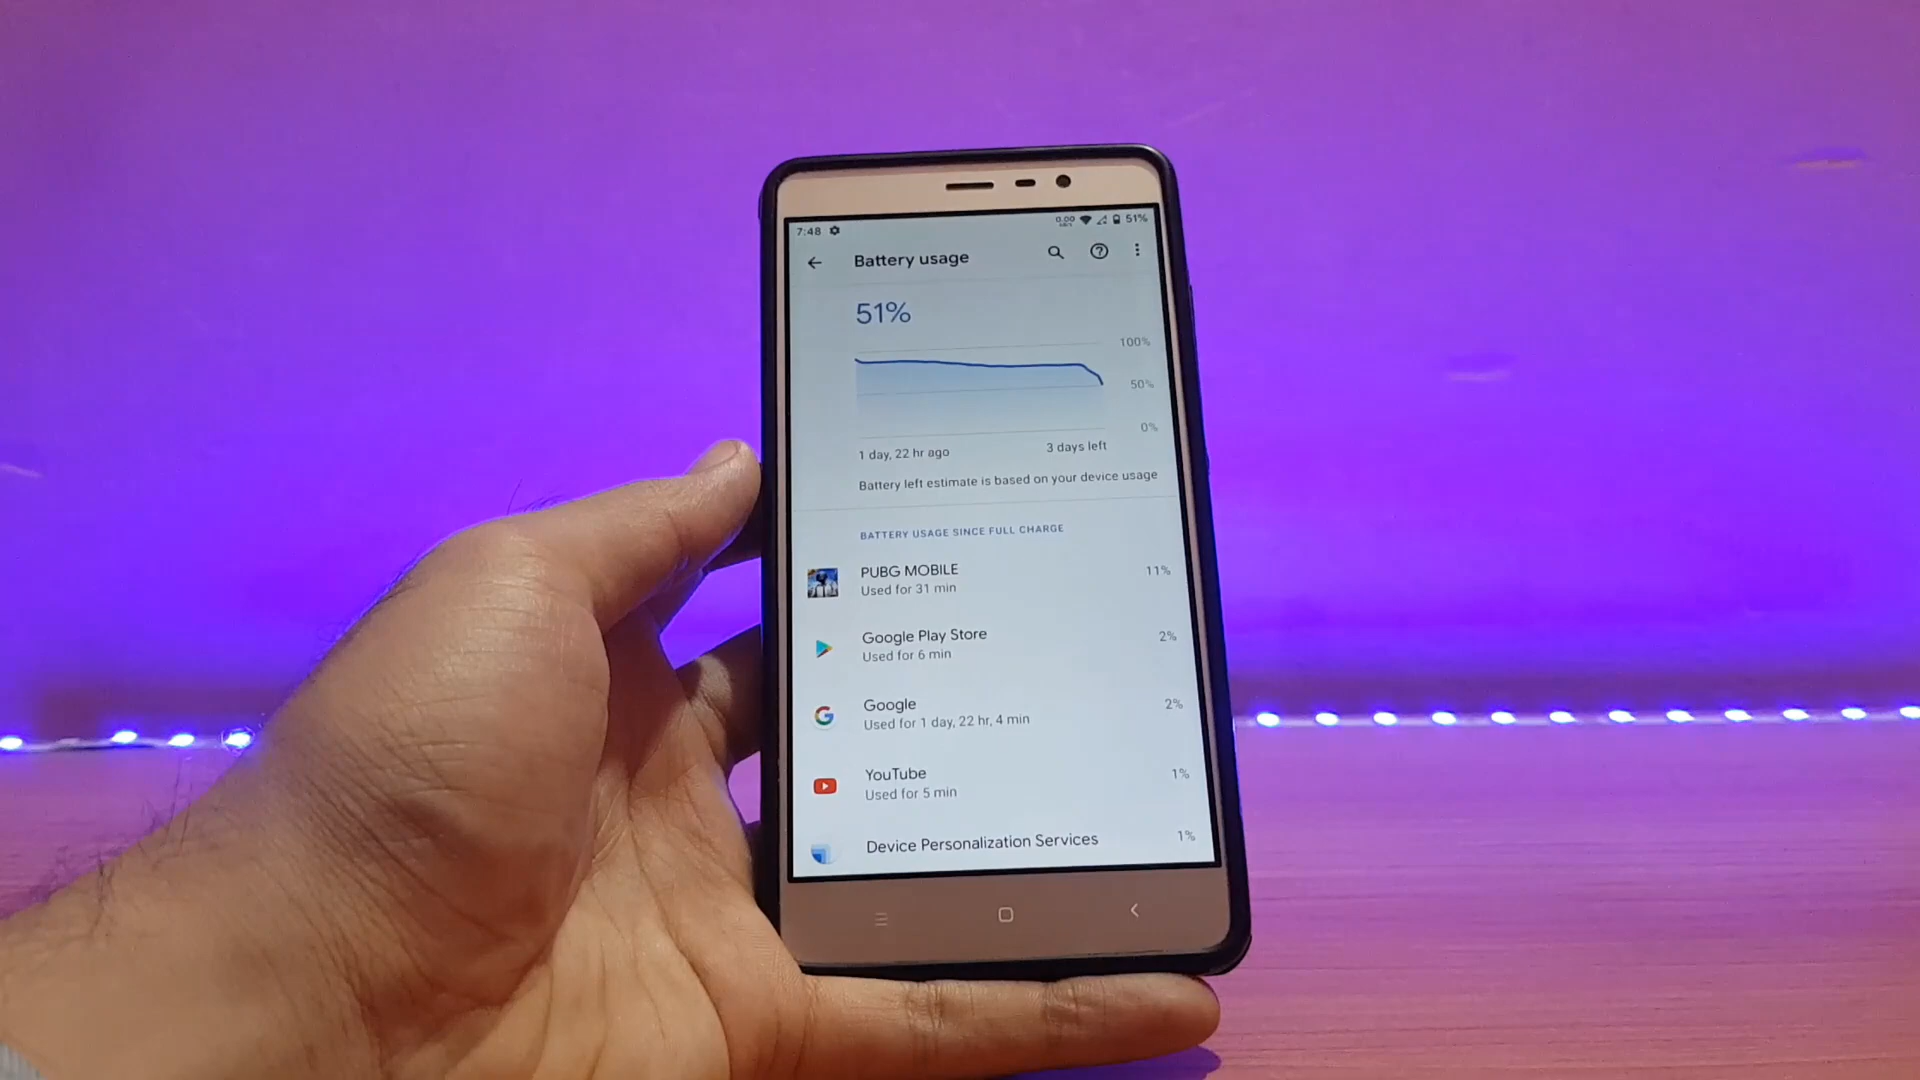 7:48
0.00
51%
Battery usage
51%
100%
50%
0%
1 day, 22 hr ago
3 days left
Battery left estimate is based on your device usage
BATTERY USAGE SINCE FULL CHARGE
PUBG MOBILE
11%
Used for 31 min
Google Play Store
2%
Used for 6 min
Google
2%
Used for 1 day, 22 hr, 4 min
YouTube
1%
Used for 5 min
Device Personalization Services
1%